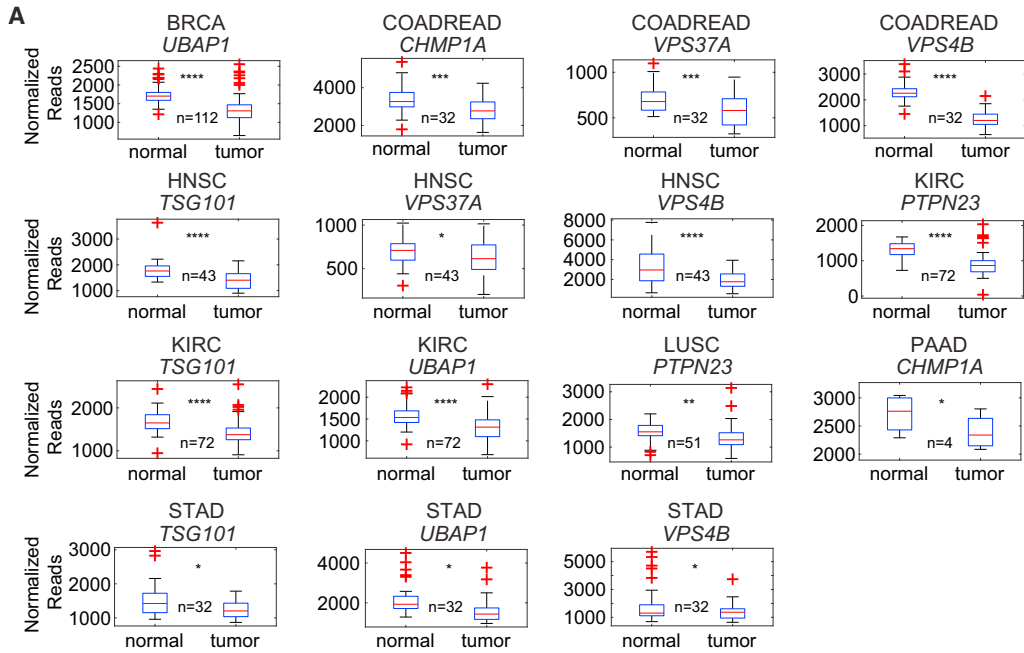 A
BRCA
UBAP1
Normalized
Reads
2500
2000
1500
1000
****
n=112
normal tumor
COADREAD
CHMP1A
4000
2000
***
n=32
normal tumor
COADREAD
VPS37A
1000
500
***
n=32
normal tumor
COADREAD
VPS4B
3000
2000
1000
****
n=32
normal tumor
HNSC
TSG101
Normalized
Reads
3000
2000
1000
****
n=43
normal tumor
HNSC
VPS37A
1000
500
*
n=43
normal tumor
HNSC
VPS4B
8000
6000
4000
2000
****
n=43
normal tumor
KIRC
PTPN23
2000
1000
0
****
n=72
normal tumor
KIRC
TSG101
Normalized
Reads
2000
1000
****
n=72
normal tumor
KIRC
UBAP1
2000
1500
1000
****
n=72
normal tumor
LUSC
PTPN23
3000
2000
1000
**
n=51
normal tumor
PAAD
CHMP1A
3000
2500
2000
*
n=4
normal tumor
STAD
TSG101
Normalized
Reads
3000
2000
1000
*
n=32
normal tumor
STAD
UBAP1
4000
2000
*
n=32
normal tumor
STAD
VPS4B
5000
3000
1000
*
n=32
normal tumor